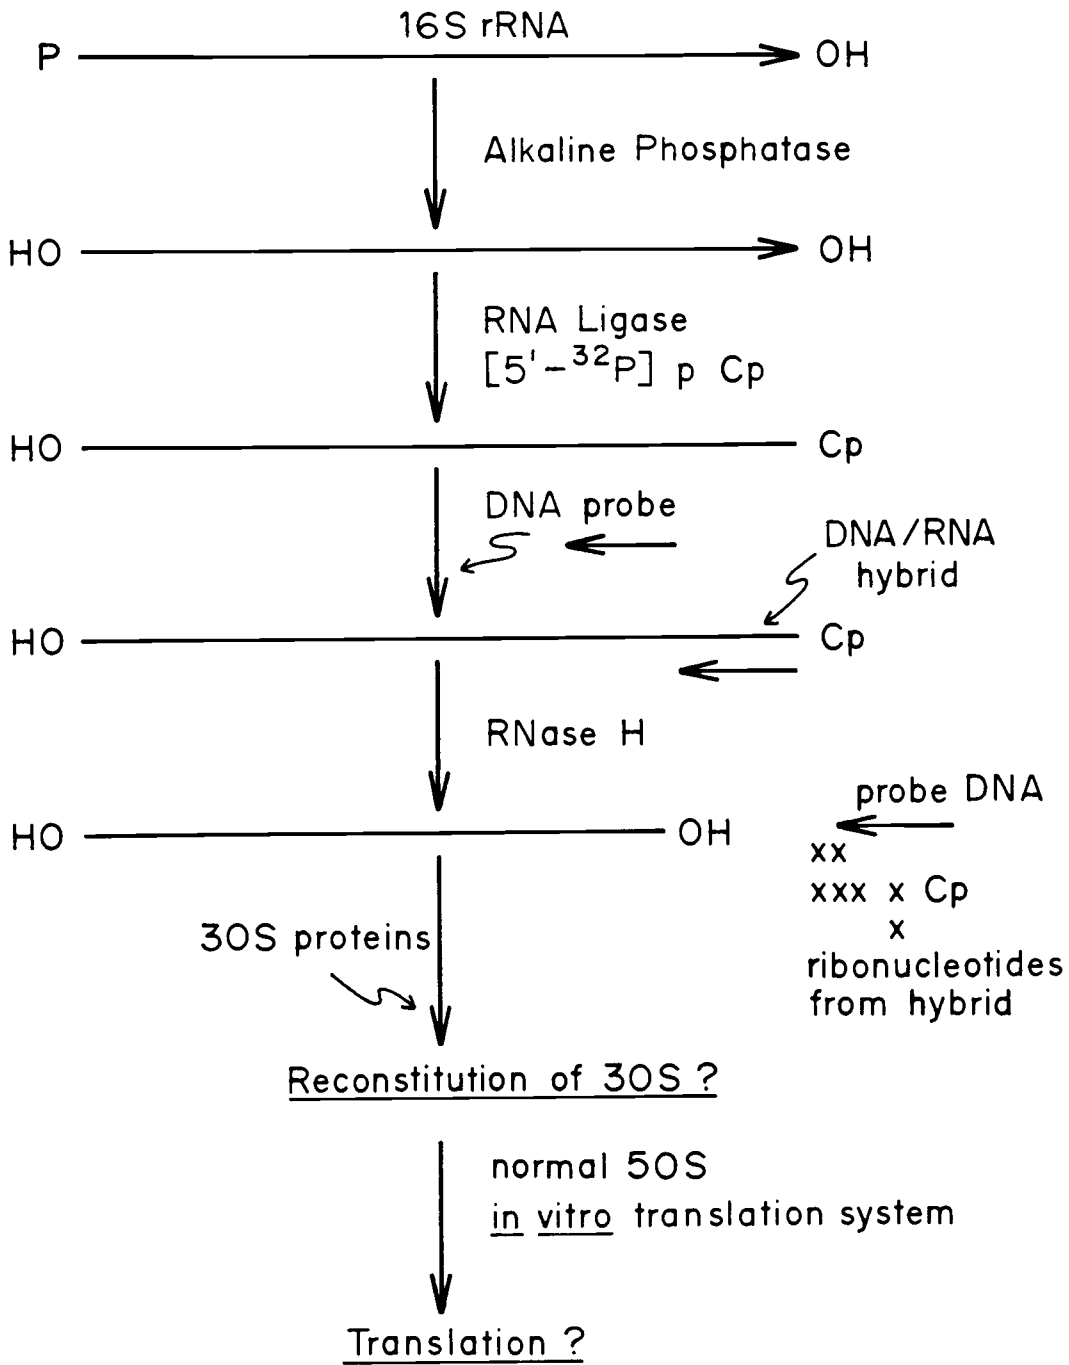 16S rRNA
P OH
Alkaline Phosphatase
HO OH
RNA Ligase
[5'-³²P] p Cp
HO Cp
DNA probe
DNA/RNA
hybrid
HO Cp
RNase H
probe DNA
HO OH
xx
xxx x Cp
x
ribonucleotides
from hybrid
30S proteins
Reconstitution of 30S ?
normal 50S
in vitro translation system
Translation ?